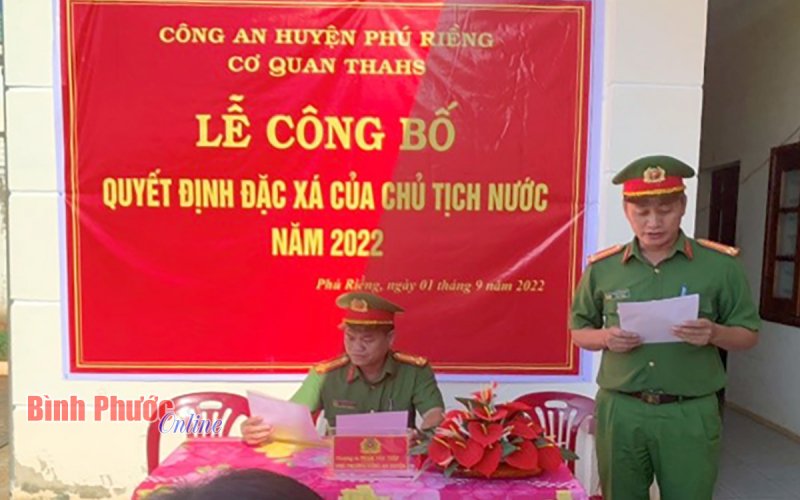 CÔNG AN HUYỆN PHÚ RIỀNG
CƠ QUAN THAHS
LỄ CÔNG BỐ
QUYẾT ĐỊNH ĐẶC XÁ CỦA CHỦ TỊCH NƯỚC
NĂM 2022
Phú Riềng, ngày 01 tháng 9 năm 2022
Bình Phước
Online